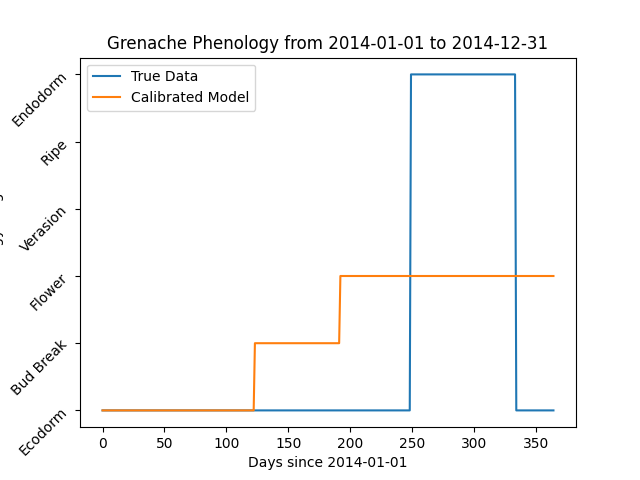 Grenache Phenology from 2014-01-01 to 2014-12-31
True Data
Calibrated Model
Endodorm
Ripe
Verasion
Flower
Bud Break
Ecodorm
0 50 100 150 200 250 300 350
Days since 2014-01-01